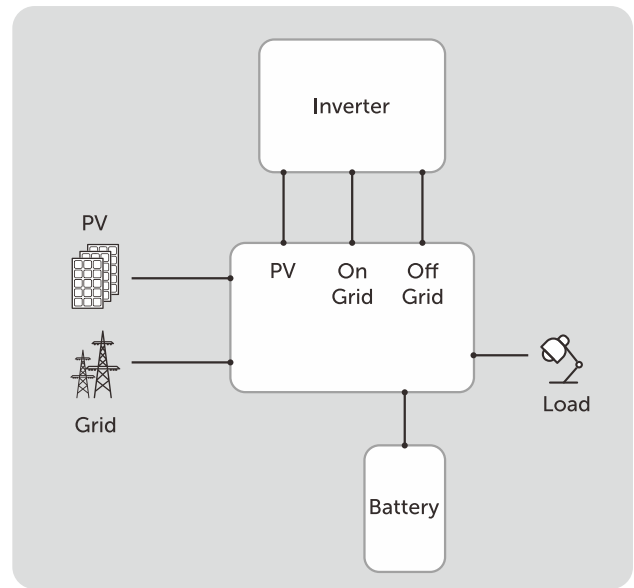 Inverter
PV
PV
On
Grid
Off
Grid
Grid
Load
Battery